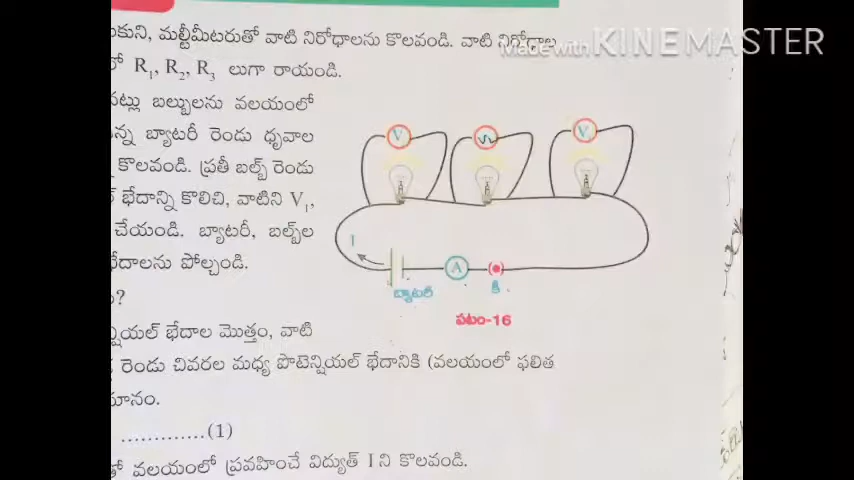 మల్టీమీటరుతో వాటి నిరోధాలను కొలవండి. వాటి నిరోధాల
Made with KINEMASTER
R₁, R₂, R₃ లుగా రాయండి.
బల్బులను వలయంలో
బ్యాటరీ రెండు ధృవాల
కొలవండి. ప్రతీ బల్బ్ రెండు
భేదాన్ని కొలిచి, వాటిని V₁,
చేయండి. బ్యాటరీ, బల్బ్‌ల
పోల్చండి.
V
V
I
A
బ్యాటరీ
కీ
పటం-16
భేదాల మొత్తం, వాటి
రెండు చివరల మధ్య పొటెన్షియల్ భేదానికి (వలయంలో ఫలిత
.............(1)
వలయంలో ప్రవహించే విద్యుత్ I ని కొలవండి.